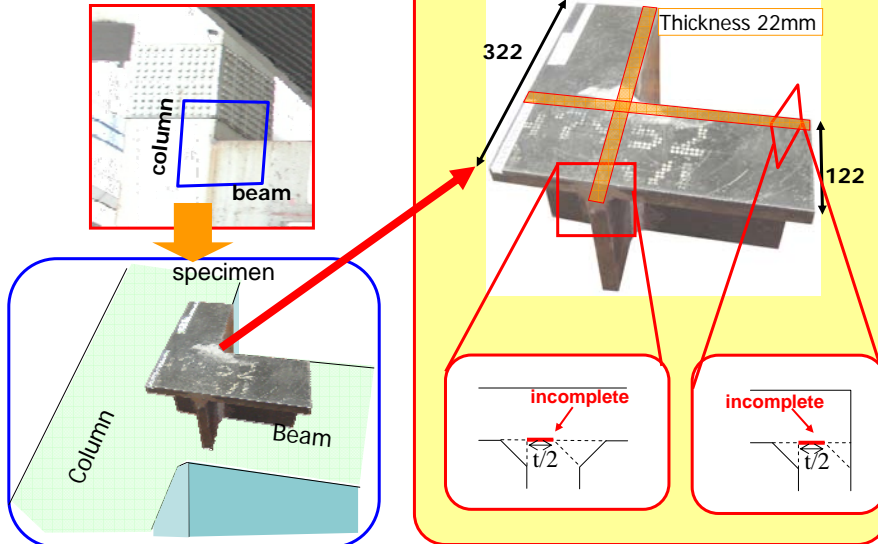 column
beam
specimen
Column
Beam
Thickness 22mm
322
122
incomplete
t/2
incomplete
t/2